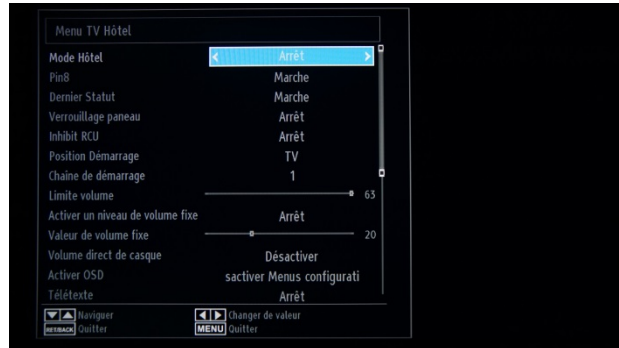 Menu TV Hôtel
Mode Hôtel Arrêt
Pin8 Marche
Dernier Statut Marche
Verrouillage paneau Arrêt
Inhibit RCU Arrêt
Position Démarrage TV
Chaîne de démarrage 1
Limite volume 63
Activer un niveau de volume fixe Arrêt
Valeur de volume fixe 20
Volume direct de casque Désactiver
Activer OSD sactiver Menus configurati
Télétexte Arrêt
Naviguer Changer de valeur
RET/BACK Quitter MENU Quitter